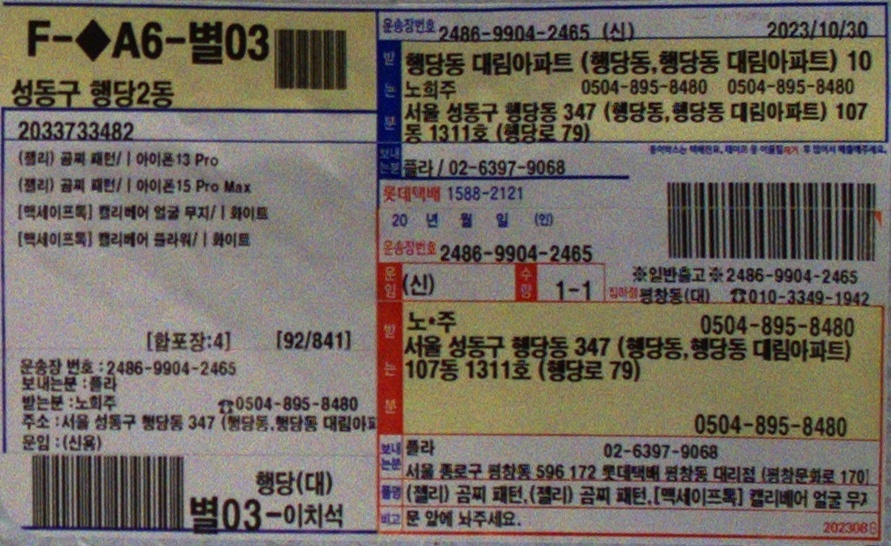 F-◆A6-별03
성동구 행당2동
2033733482
(젤리) 곰찌 패턴/ | 아이폰13 Pro
(젤리) 곰찌 패턴/ | 아이폰15 Pro Max
[맥세이프톡] 캘리베어 얼굴 무지/ | 화이트
[맥세이프톡] 캘리베어 플라워/ | 화이트
[합포장:4] [92/841]
운송장 번호 : 2486-9904-2465
보내는분 : 플라
받는분 : 노희주 ☎0504-895-8480
주소 : 서울 성동구 행당동 347 (행당동,행당동 대림아파
운임 : (신용)
행당(대)
별03-이치석
운송장번호 2486-9904-2465 (신) 2023/10/30
받는분
행당동 대림아파트 (행당동,행당동 대림아파트) 10
노희주 0504-895-8480 0504-895-8480
서울 성동구 행당동 347 (행당동,행당동 대림아파트) 107
동 1311호 (행당로 79)
보내는분 플라 / 02-6397-9068
롯데택배 1588-2121
20 년 월 일 (인)
운송장번호 2486-9904-2465
운임 (신) 수량 1-1
※일반출고※ 2486-9904-2465
집하점 평창동(대) ☎010-3349-1942
받는분
노*주 0504-895-8480
서울 성동구 행당동 347 (행당동,행당동 대림아파트)
107동 1311호 (행당로 79)
0504-895-8480
보내는분 플라 02-6397-9068
서울 종로구 평창동 596 172 롯데택배 평창동 대리점 (평창문화로 170)
품명 (젤리) 곰찌 패턴,(젤리) 곰찌 패턴,[맥세이프톡] 캘리베어 얼굴 무지
비고 문 앞에 놔주세요.
202308